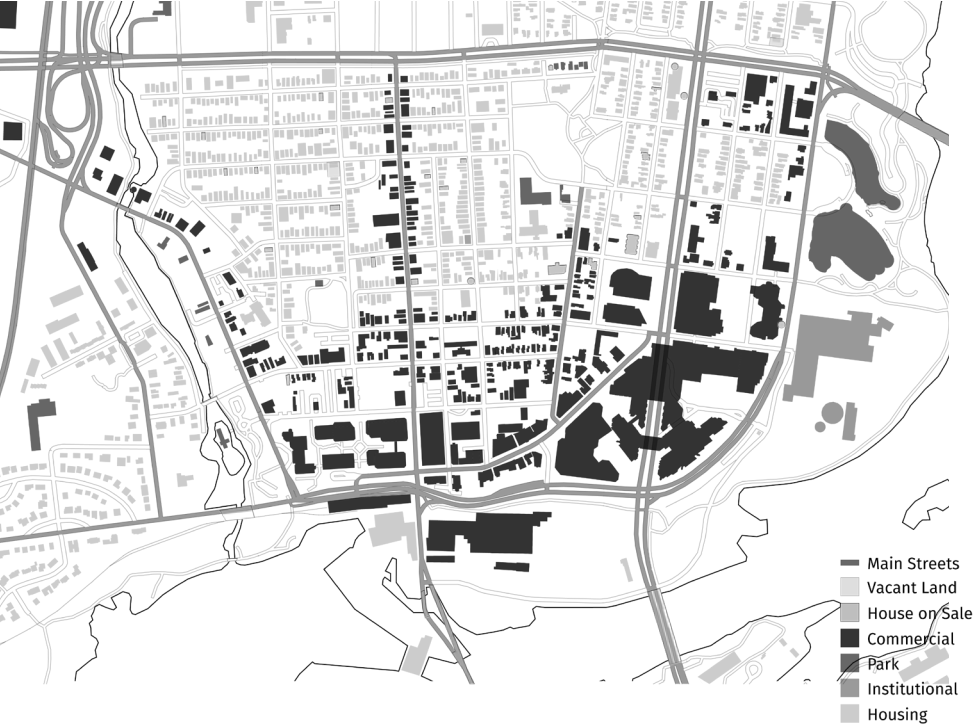 Main Streets
Vacant Land
House on Sale
Commercial
Park
Institutional
Housing